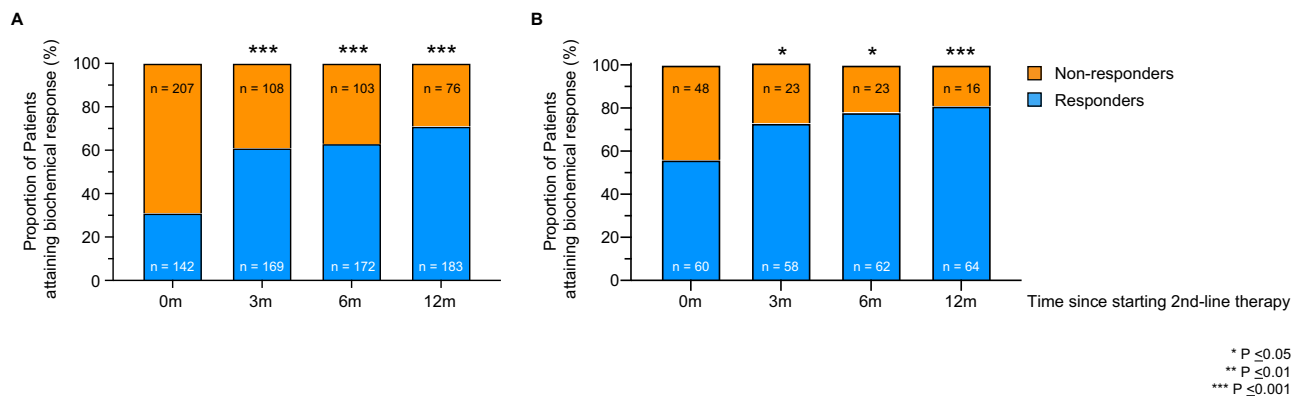 A
B
*** *** ***
* * ***
Proportion of Patients
attaining biochemical response (%)
100
80
60
40
20
0
n = 207
n = 108
n = 103
n = 76
n = 142
n = 169
n = 172
n = 183
0m
3m
6m
12m
Proportion of Patients
attaining biochemical response (%)
100
80
60
40
20
0
n = 48
n = 23
n = 23
n = 16
n = 60
n = 58
n = 62
n = 64
0m
3m
6m
12m
Non-responders
Responders
Time since starting 2nd-line therapy
* P ≤0.05
** P ≤0.01
*** P ≤0.001